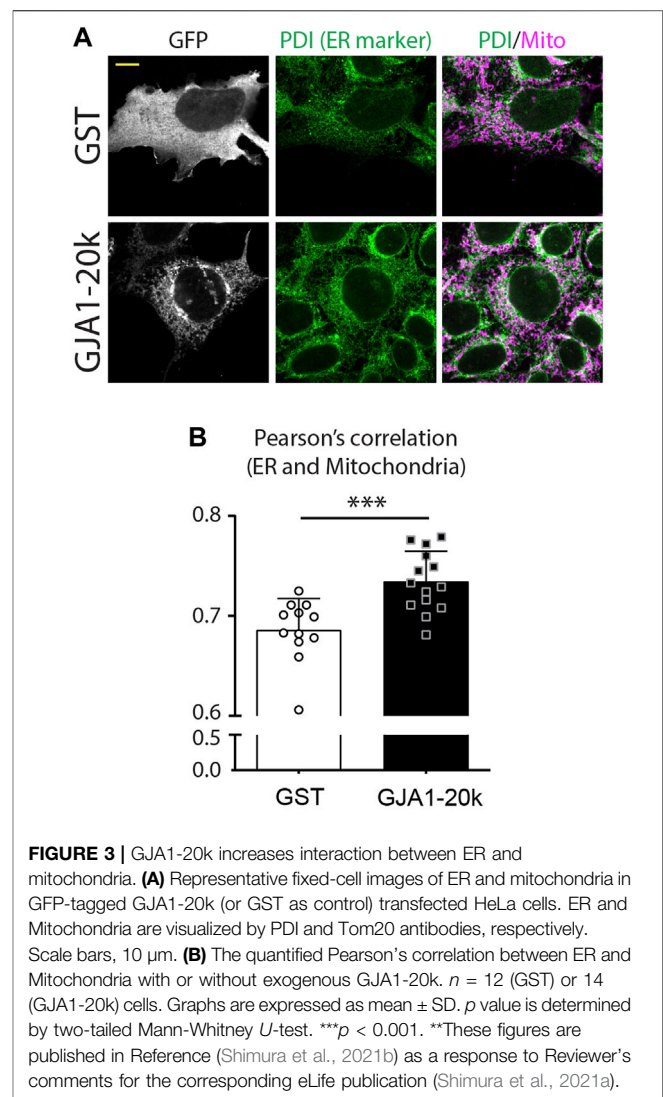 A
GFP
PDI (ER marker)
PDI/Mito
GST
GJA1-20k
B
Pearson's correlation
(ER and Mitochondria)
***
0.8
0.7
0.6
0.5
0.0
GST
GJA1-20k
FIGURE 3 | GJA1-20k increases interaction between ER and
mitochondria. (A) Representative fixed-cell images of ER and mitochondria in
GFP-tagged GJA1-20k (or GST as control) transfected HeLa cells. ER and
Mitochondria are visualized by PDI and Tom20 antibodies, respectively.
Scale bars, 10 μm. (B) The quantified Pearson's correlation between ER and
Mitochondria with or without exogenous GJA1-20k. n = 12 (GST) or 14
(GJA1-20k) cells. Graphs are expressed as mean ± SD. p value is determined
by two-tailed Mann-Whitney U-test. ***p < 0.001. **These figures are
published in Reference (Shimura et al., 2021b) as a response to Reviewer's
comments for the corresponding eLife publication (Shimura et al., 2021a).